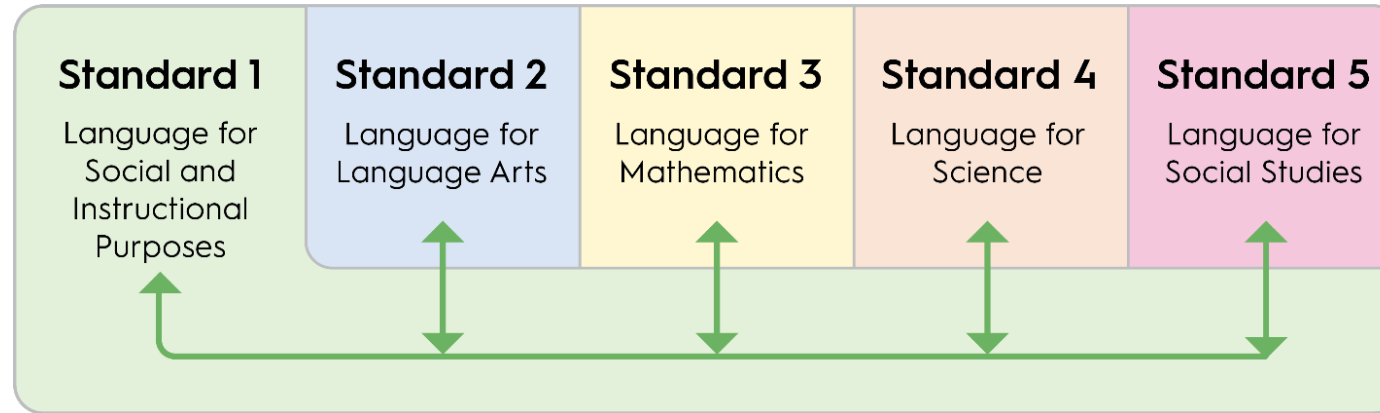 Standard 1
Language for
Social and
Instructional
Purposes
Standard 2
Language for
Language Arts
Standard 3
Language for
Mathematics
Standard 4
Language for
Science
Standard 5
Language for
Social Studies